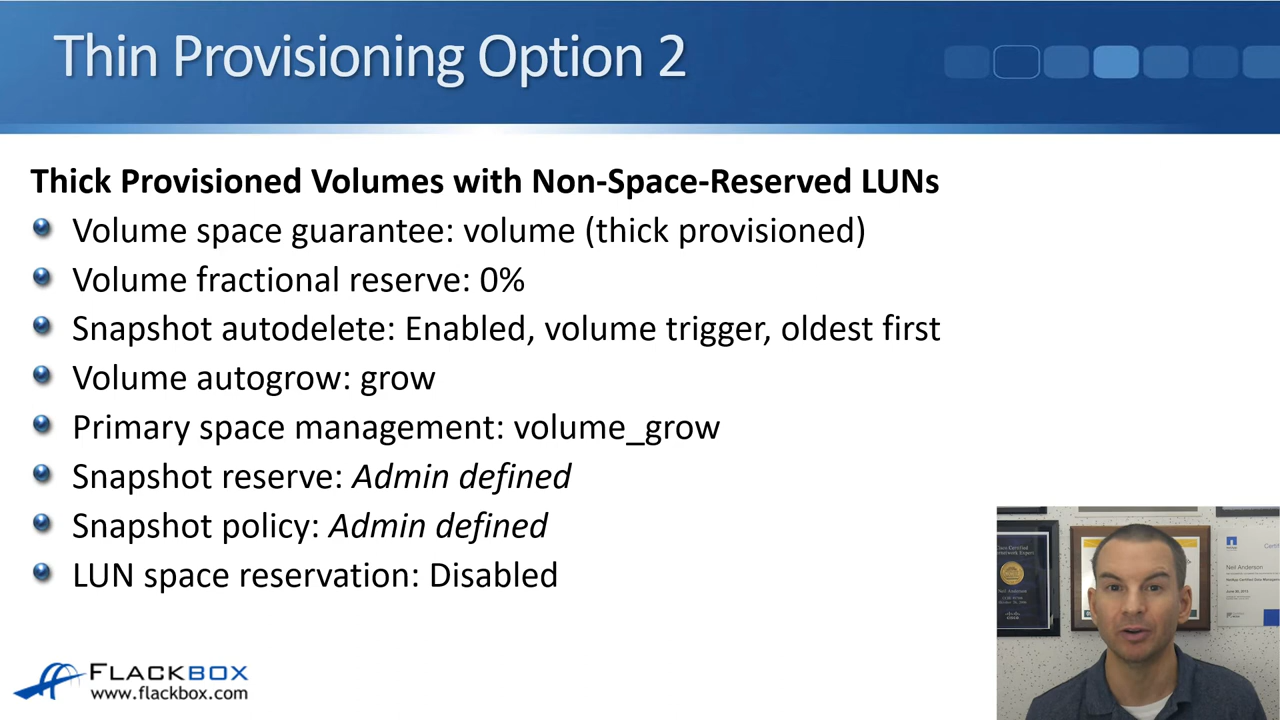 Thin Provisioning Option 2
Thick Provisioned Volumes with Non-Space-Reserved LUNs
Volume space guarantee: volume (thick provisioned)
Volume fractional reserve: 0%
Snapshot autodelete: Enabled, volume trigger, oldest first
Volume autogrow: grow
Primary space management: volume_grow
Snapshot reserve: Admin defined
Snapshot policy: Admin defined
LUN space reservation: Disabled
FLACKBOX
www.flackbox.com
Neil Anderson